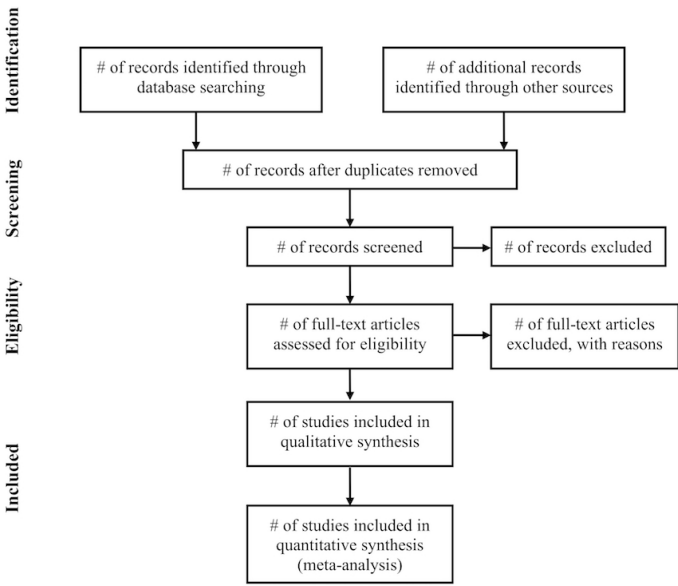 Identification
# of records identified through
database searching
# of additional records
identified through other sources
Screening
# of records after duplicates removed
# of records screened
# of records excluded
Eligibility
# of full-text articles
assessed for eligibility
# of full-text articles
excluded, with reasons
Included
# of studies included in
qualitative synthesis
# of studies included in
quantitative synthesis
(meta-analysis)